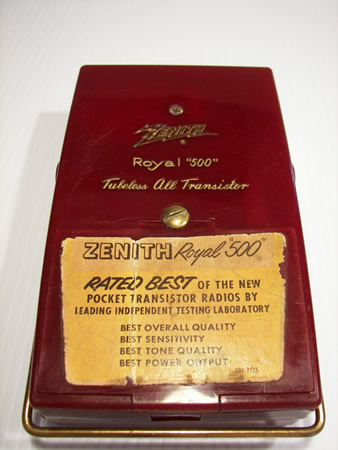 ZENITH
Royal "500"
Tubeless All Transistor
ZENITH Royal "500"
RATED BEST OF THE NEW
POCKET TRANSISTOR RADIOS BY
LEADING INDEPENDENT TESTING LABORATORY
BEST OVERALL QUALITY
BEST SENSITIVITY
BEST TONE QUALITY
BEST POWER OUTPUT